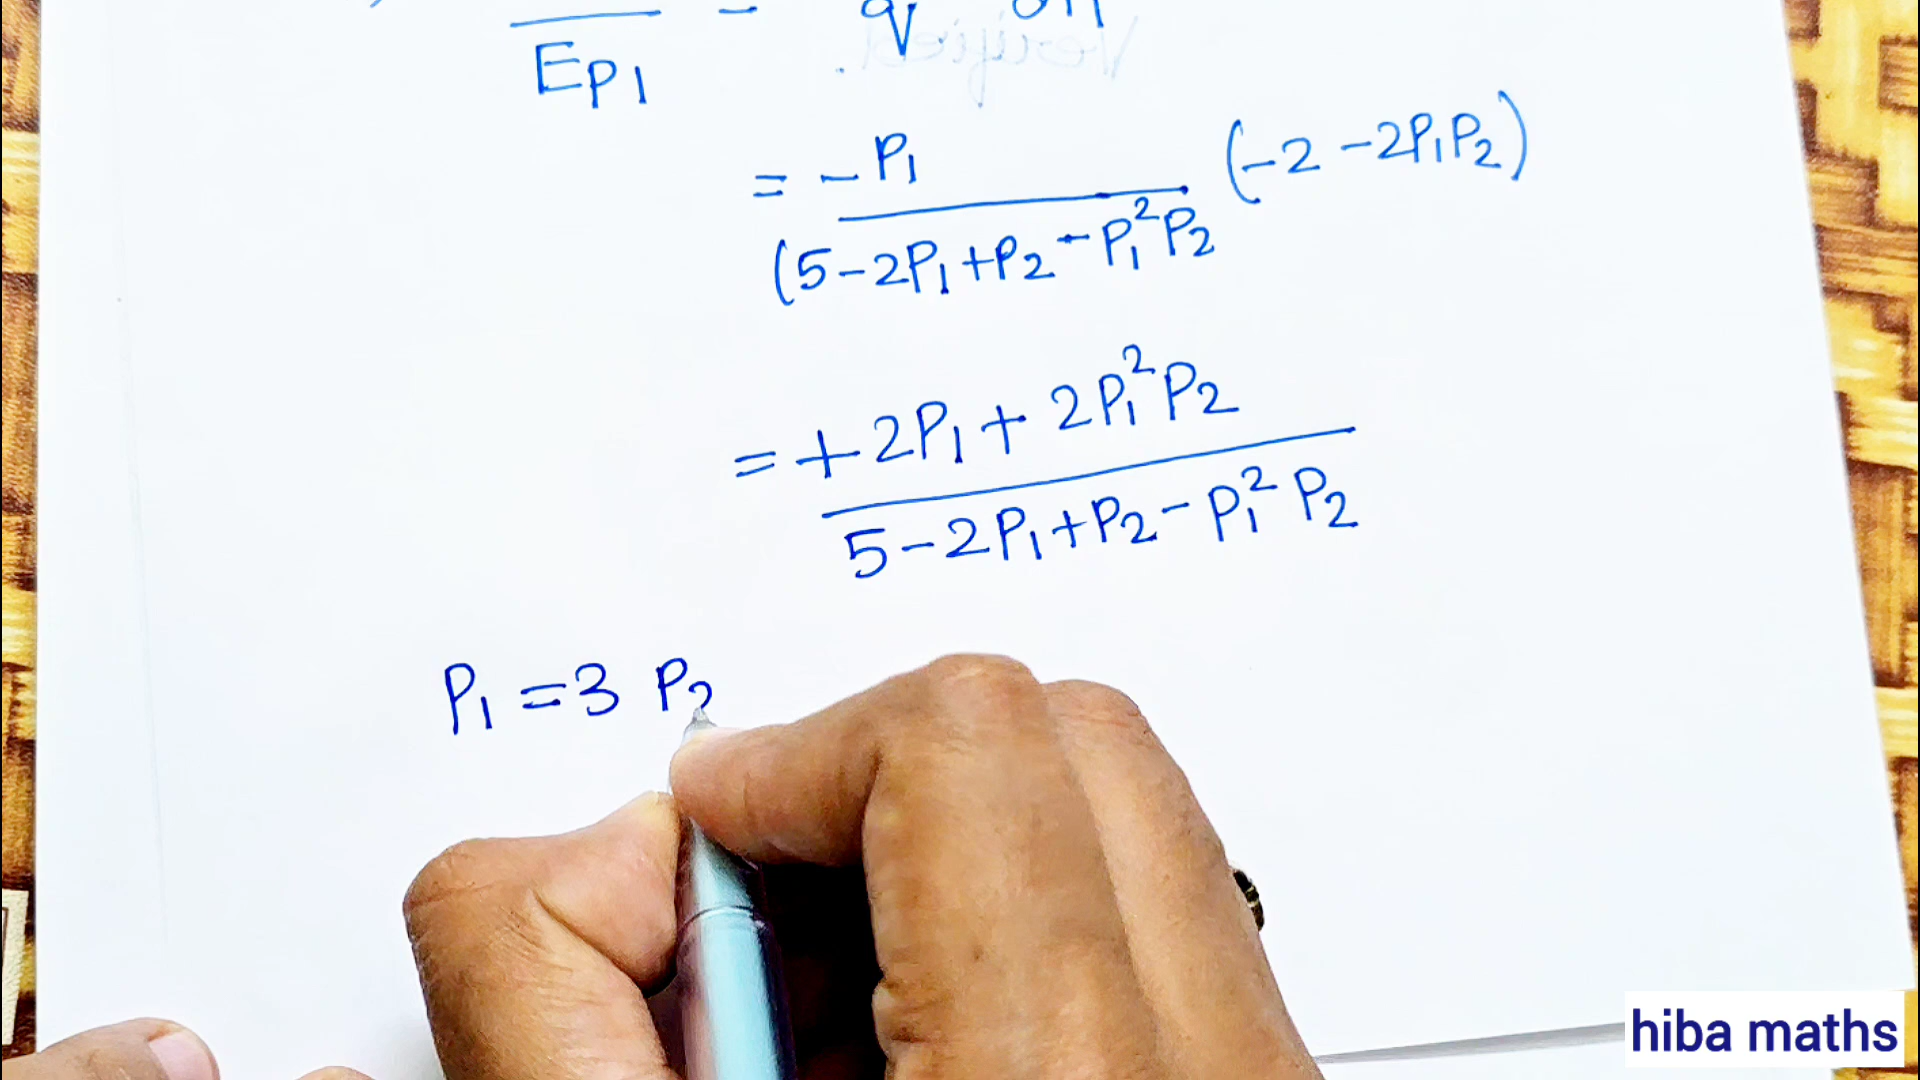 Ep1 =
= -P₁ / (5-2P₁+P₂-P₁²P₂ (-2-2P₁P₂)
= +2P₁+2P₁²P₂ / 5-2P₁+P₂-P₁²P₂
P₁=3 P₂
hiba maths